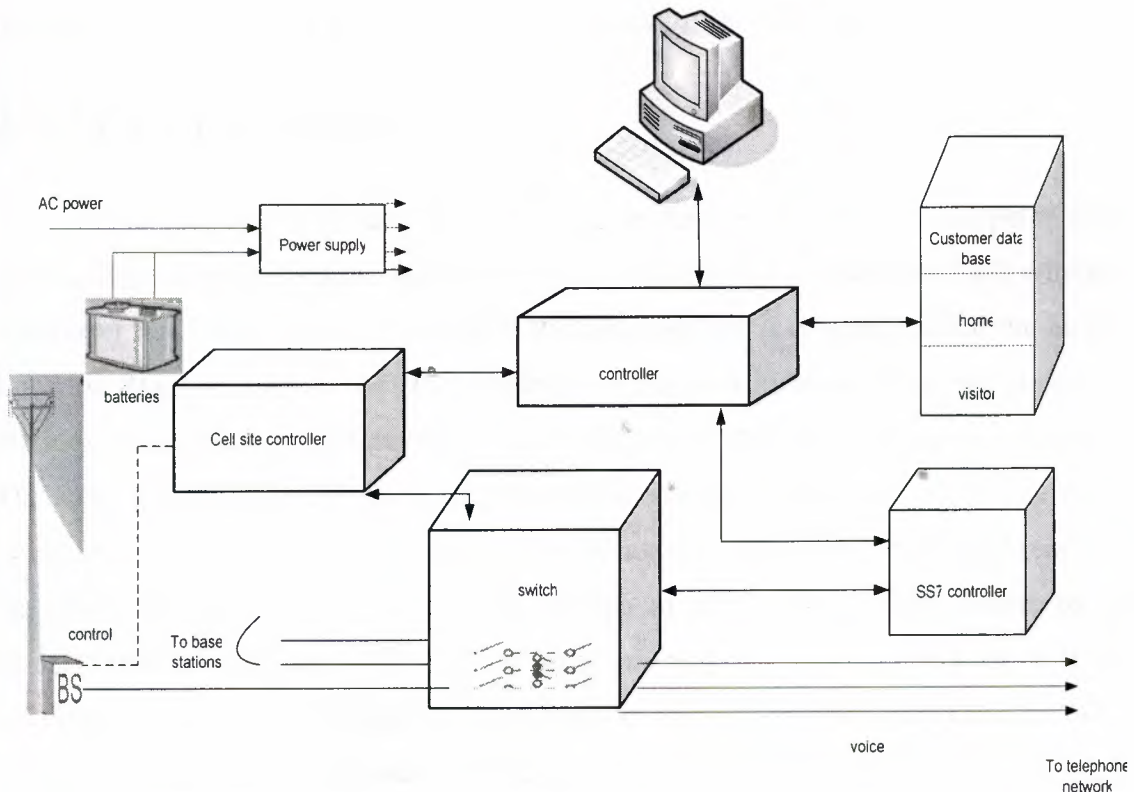 AC power
Power supply
Customer data
base
home
visitor
controller
batteries
Cell site controller
switch
SS7 controller
control
To base
stations
BS
voice
To telephone
network